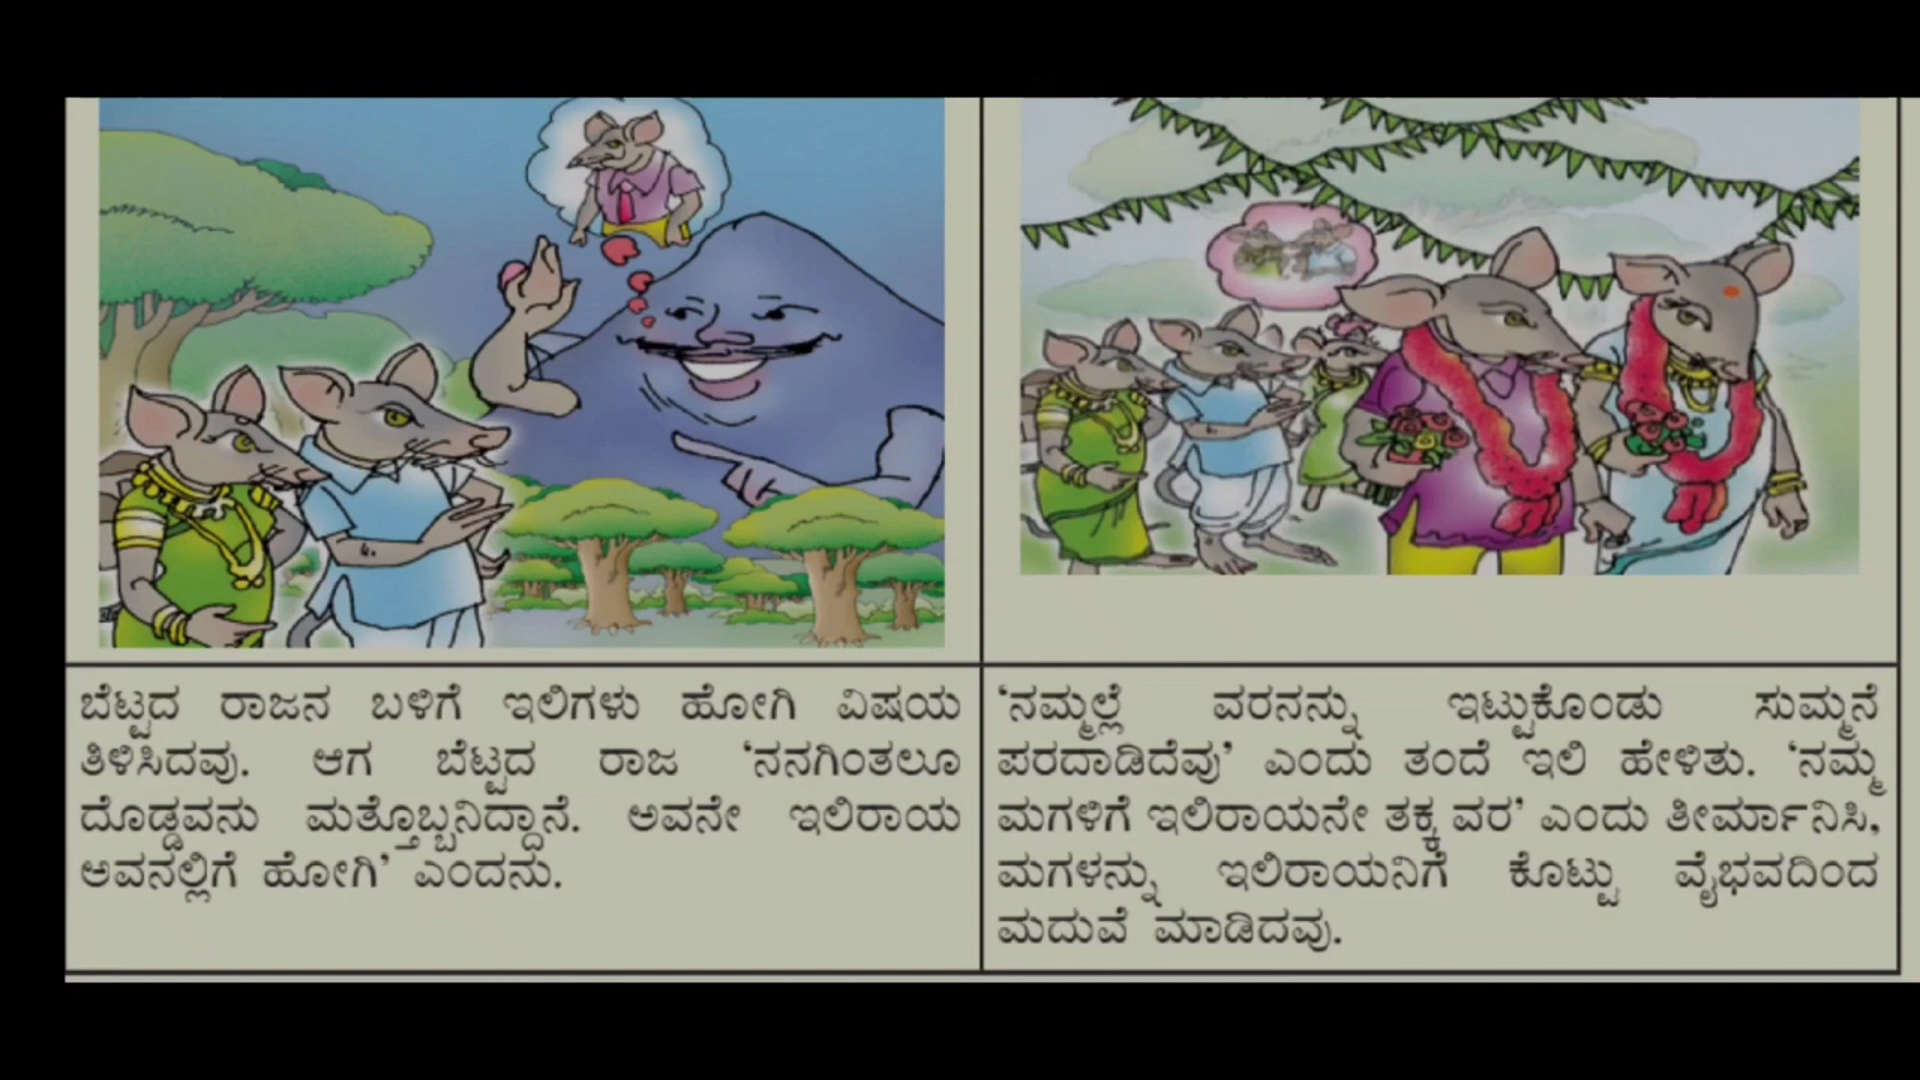 ಬೆಟ್ಟದ ರಾಜನ ಬಳಿಗೆ ಇಲಿಗಳು ಹೋಗಿ ವಿಷಯ
ತಿಳಿಸಿದವು. ಆಗ ಬೆಟ್ಟದ ರಾಜ ‘ನನಗಿಂತಲೂ
ದೊಡ್ಡವನು ಮತ್ತೊಬ್ಬನಿದ್ದಾನೆ. ಅವನೇ ಇಲಿರಾಯ
ಅವನಲ್ಲಿಗೆ ಹೋಗಿ’ ಎಂದನು.
‘ನಮ್ಮಲ್ಲೆ ವರನನ್ನು ಇಟ್ಟುಕೊಂಡು ಸುಮ್ಮನೆ
ಪರದಾಡಿದೆವು’ ಎಂದು ತಂದೆ ಇಲಿ ಹೇಳಿತು. ‘ನಮ್ಮ
ಮಗಳಿಗೆ ಇಲಿರಾಯನೇ ತಕ್ಕ ವರ’ ಎಂದು ತೀರ್ಮಾನಿಸಿ,
ಮಗಳನ್ನು ಇಲಿರಾಯನಿಗೆ ಕೊಟ್ಟು ವೈಭವದಿಂದ
ಮದುವೆ ಮಾಡಿದವು.